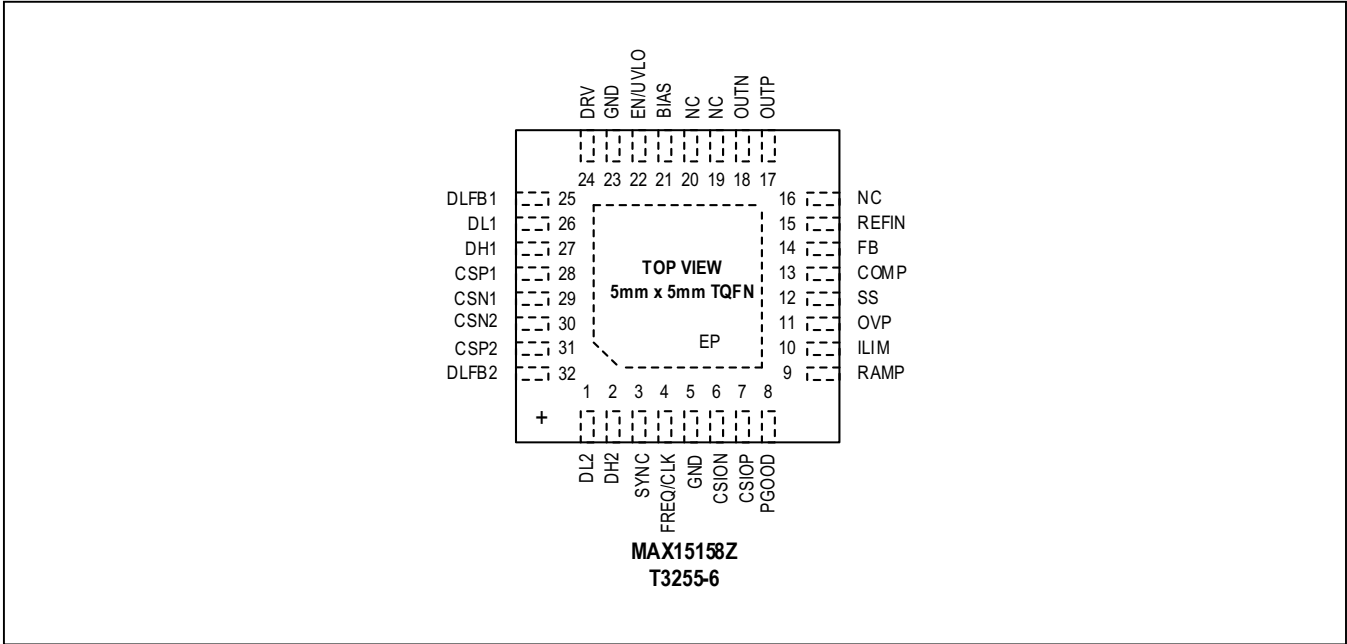 DRV
GND
EN/UVLO
BIAS
NC
NC
OUTN
OUTP
24 23 22 21 20 19 18 17
DLFB1 25
DL1 26
DH1 27
CSP1 28
CSN1 29
CSN2 30
CSP2 31
DLFB2 32
TOP VIEW
5mm x 5mm TQFN
EP
16 NC
15 REFIN
14 FB
13 COMP
12 SS
11 OVP
10 ILIM
9 RAMP
1 2 3 4 5 6 7 8
+
DL2
DH2
SYNC
FREQ/CLK
GND
CSION
CSIOP
PGOOD
MAX15158Z
T3255-6